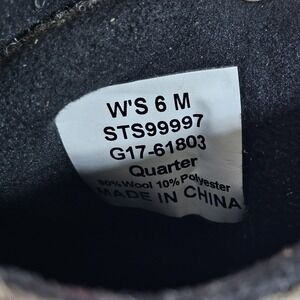 W'S 6 M
STS99997
G17-61803
Quarter
90%Wool 10%Polyester
MADE IN CHINA